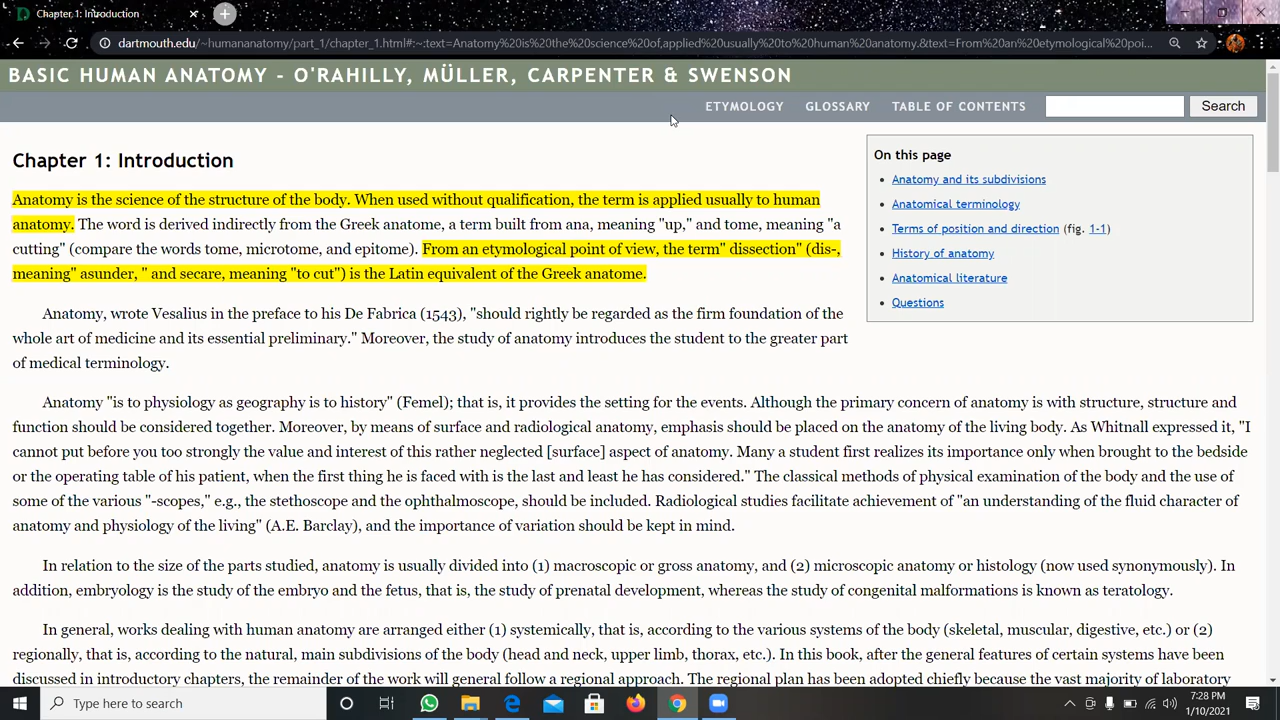 Chapter 1: Introduction
dartmouth.edu/~humananatomy/part_1/chapter_1.html#:~:text=Anatomy%20is%20the%20science%20of,applied%20usually%20to%20human%20anatomy.&text=From%20an%20etymological%20poi...
BASIC HUMAN ANATOMY - O'RAHILLY, MÜLLER, CARPENTER & SWENSON
ETYMOLOGY GLOSSARY TABLE OF CONTENTS Search
Chapter 1: Introduction
Anatomy is the science of the structure of the body. When used without qualification, the term is applied usually to human
anatomy. The word is derived indirectly from the Greek anatome, a term built from ana, meaning "up," and tome, meaning "a
cutting" (compare the words tome, microtome, and epitome). From an etymological point of view, the term" dissection" (dis-,
meaning" asunder, " and secare, meaning "to cut") is the Latin equivalent of the Greek anatome.
On this page
Anatomy and its subdivisions
Anatomical terminology
Terms of position and direction (fig. 1-1)
History of anatomy
Anatomical literature
Questions
Anatomy, wrote Vesalius in the preface to his De Fabrica (1543), "should rightly be regarded as the firm foundation of the
whole art of medicine and its essential preliminary." Moreover, the study of anatomy introduces the student to the greater part
of medical terminology.
Anatomy "is to physiology as geography is to history" (Femel); that is, it provides the setting for the events. Although the primary concern of anatomy is with structure, structure and
function should be considered together. Moreover, by means of surface and radiological anatomy, emphasis should be placed on the anatomy of the living body. As Whitnall expressed it, "I
cannot put before you too strongly the value and interest of this rather neglected [surface] aspect of anatomy. Many a student first realizes its importance only when brought to the bedside
or the operating table of his patient, when the first thing he is faced with is the last and least he has considered." The classical methods of physical examination of the body and the use of
some of the various "-scopes," e.g., the stethoscope and the ophthalmoscope, should be included. Radiological studies facilitate achievement of "an understanding of the fluid character of
anatomy and physiology of the living" (A.E. Barclay), and the importance of variation should be kept in mind.
In relation to the size of the parts studied, anatomy is usually divided into (1) macroscopic or gross anatomy, and (2) microscopic anatomy or histology (now used synonymously). In
addition, embryology is the study of the embryo and the fetus, that is, the study of prenatal development, whereas the study of congenital malformations is known as teratology.
In general, works dealing with human anatomy are arranged either (1) systemically, that is, according to the various systems of the body (skeletal, muscular, digestive, etc.) or (2)
regionally, that is, according to the natural, main subdivisions of the body (head and neck, upper limb, thorax, etc.). In this book, after the general features of certain systems have been
discussed in introductory chapters, the remainder of the work will general follow a regional approach. The regional plan has been adopted chiefly because the vast majority of laboratory
Type here to search
7:28 PM
1/10/2021